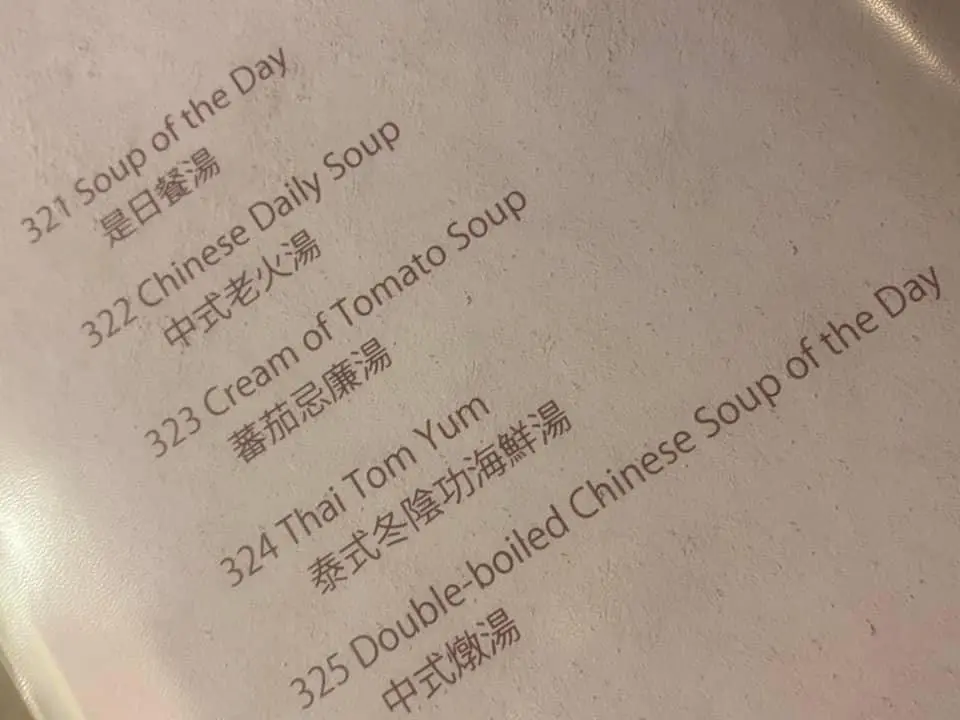 321 Soup of the Day
是日餐湯
322 Chinese Daily Soup
中式老火湯
323 Cream of Tomato Soup
蕃茄忌廉湯
324 Thai Tom Yum
泰式冬陰功海鮮湯
325 Double-boiled Chinese Soup of the Day
中式燉湯